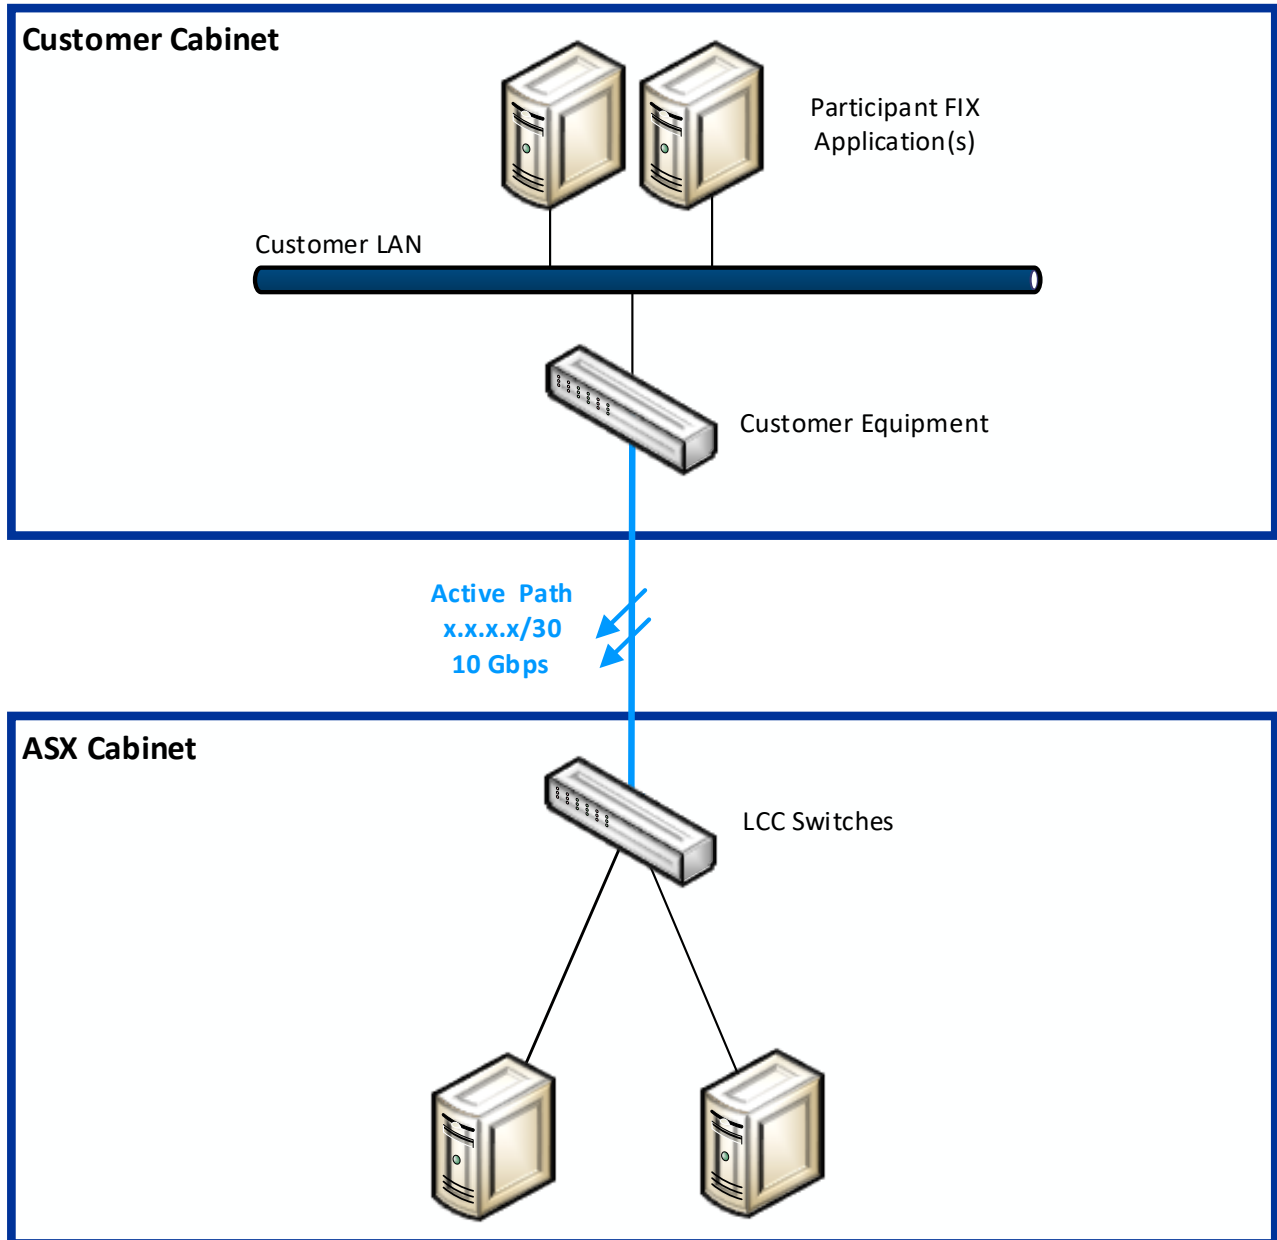 Customer Cabinet
Participant FIX
Application(s)
Customer LAN
Customer Equipment
Active Path
x.x.x.x/30
10 Gbps
ASX Cabinet
LCC Switches